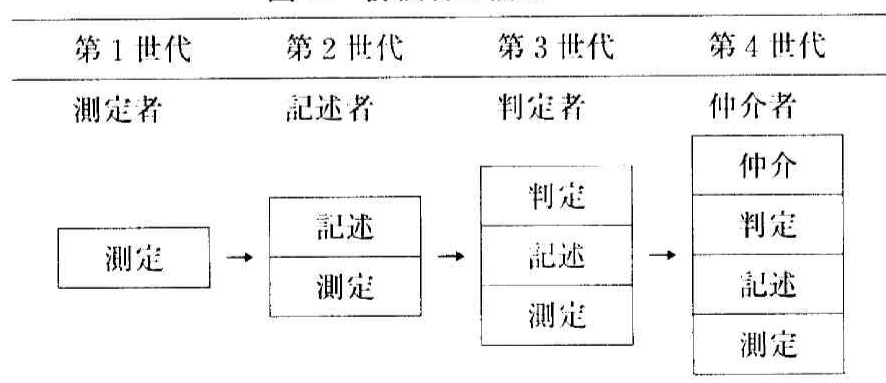 第1世代 第2世代 第3世代 第4世代
測定者 記述者 判定者 仲介者
測定
→
記述
測定
→
判定
記述
測定
→
仲介
判定
記述
測定